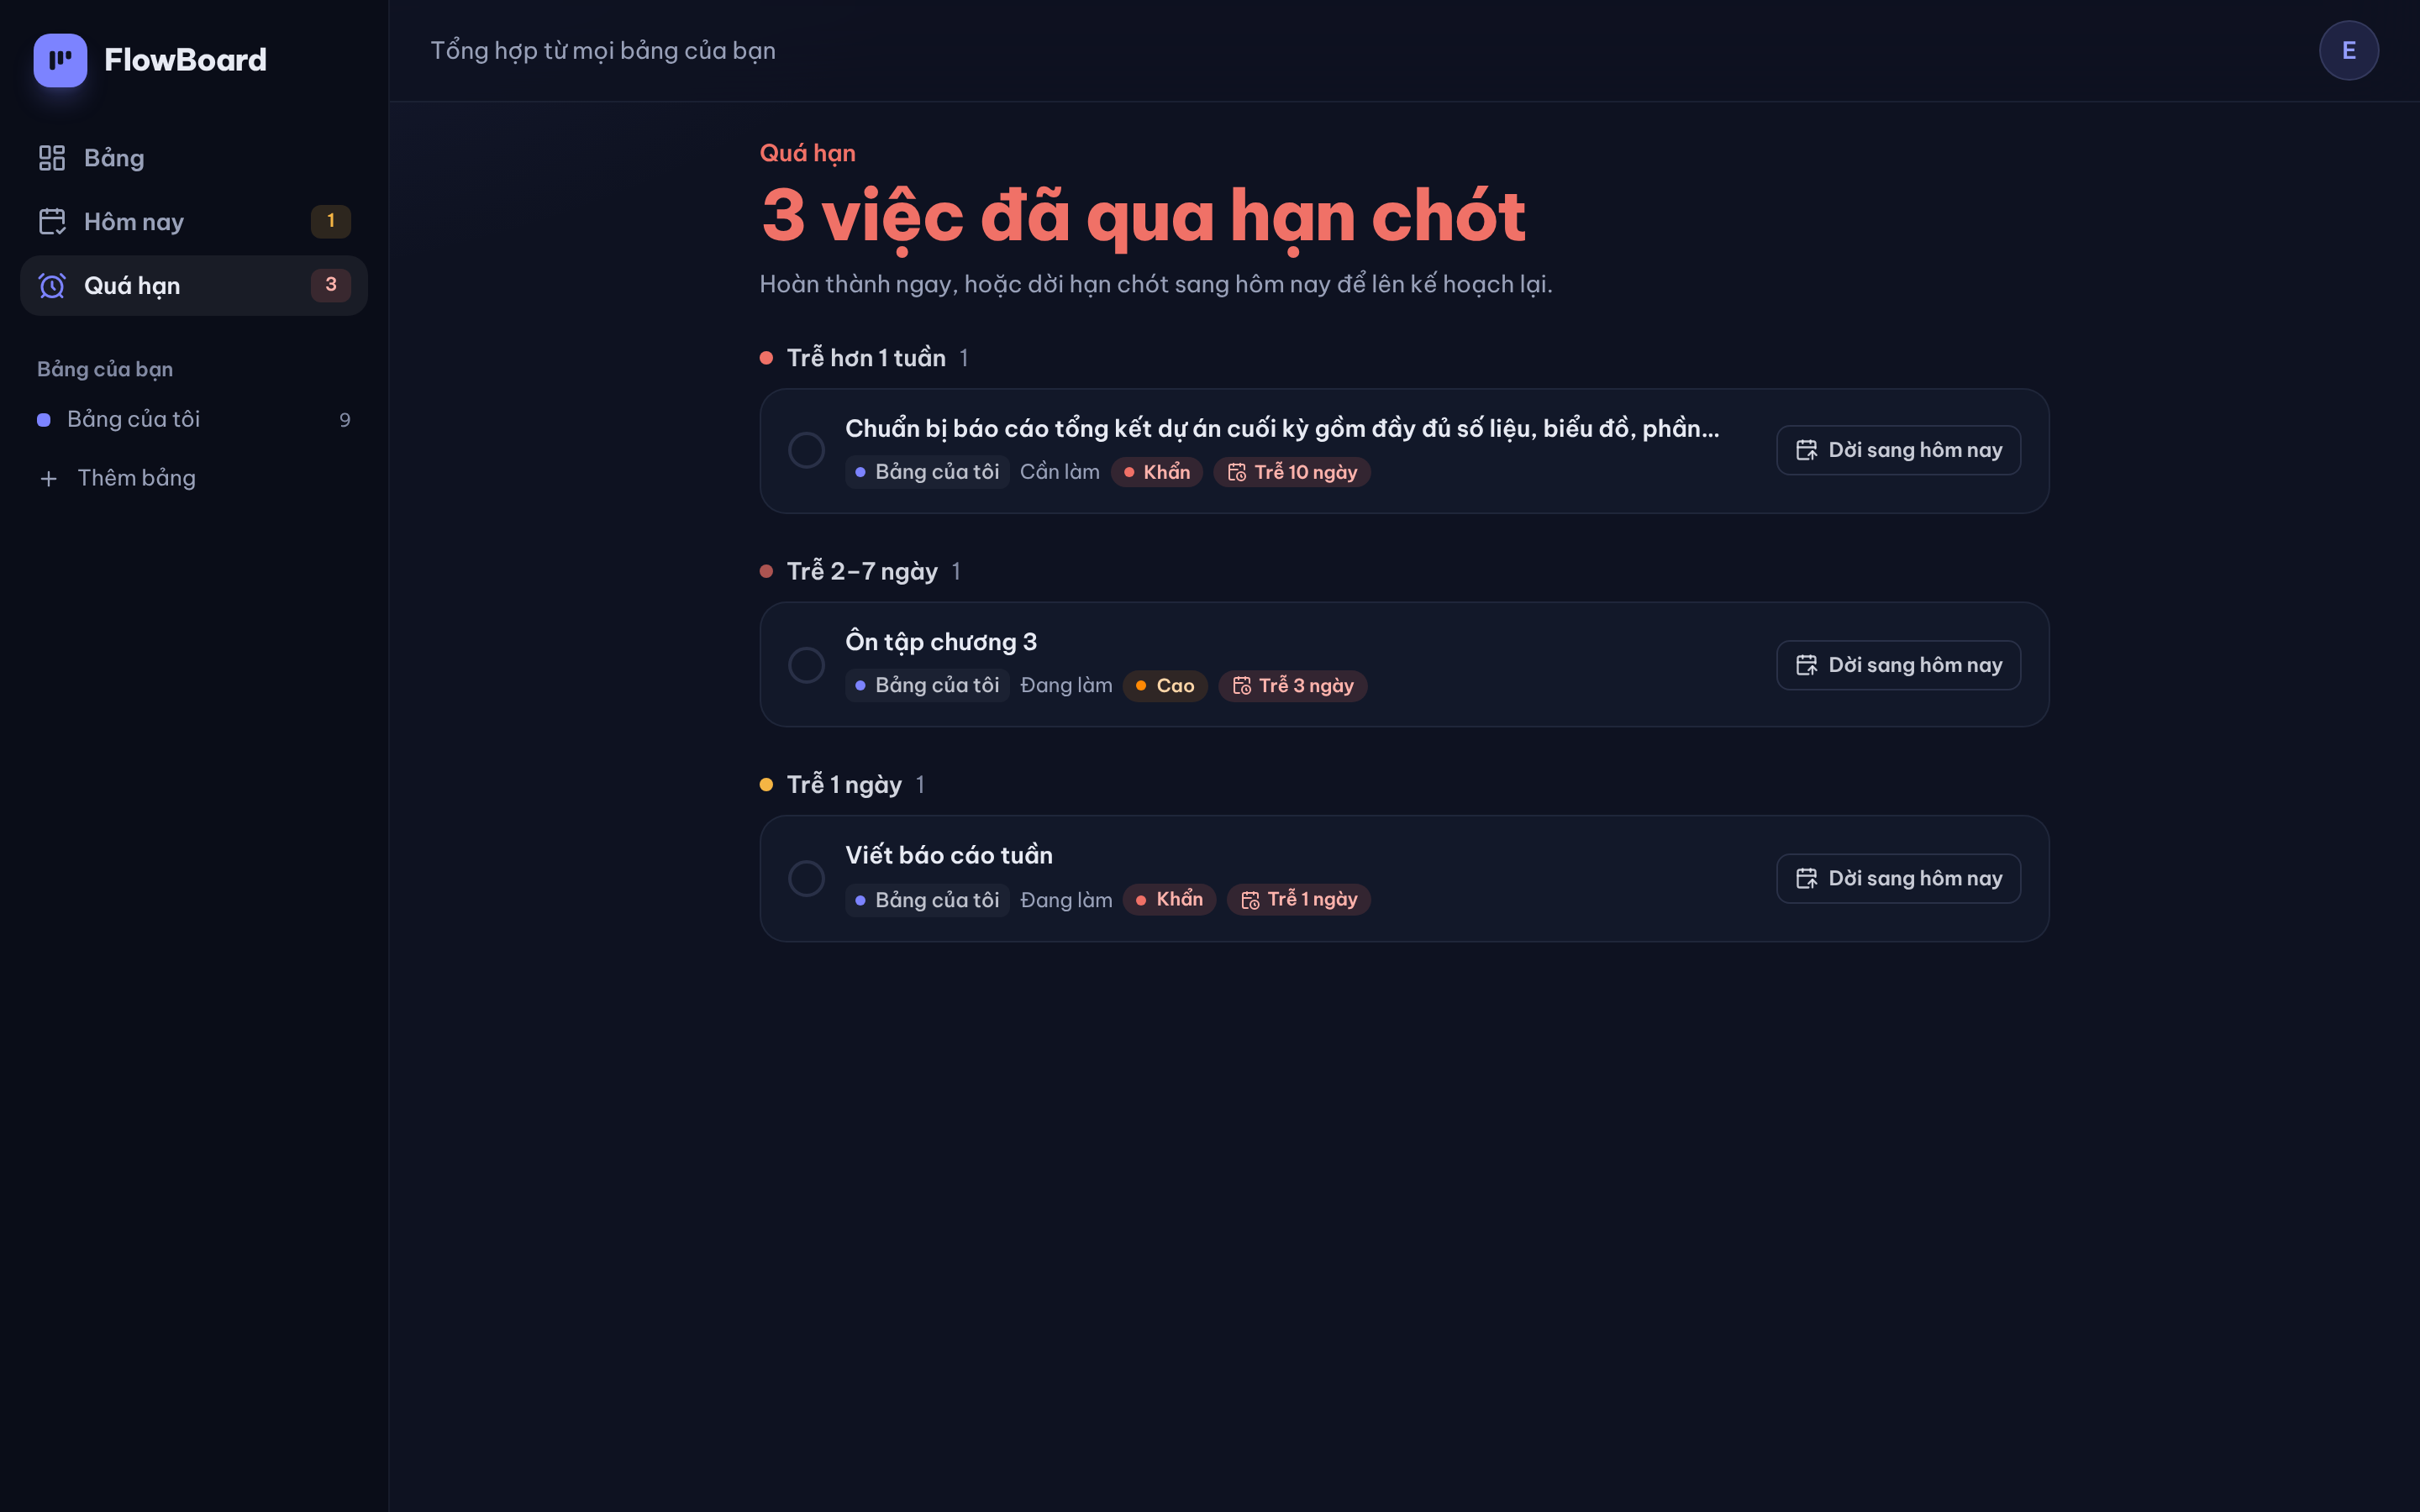 FlowBoard
Bảng
Hôm nay 1
Quá hạn 3
Bảng của bạn
Bảng của tôi 9
+ Thêm bảng
Tổng hợp từ mọi bảng của bạn
E
Quá hạn
3 việc đã qua hạn chót
Hoàn thành ngay, hoặc dời hạn chót sang hôm nay để lên kế hoạch lại.
Trễ hơn 1 tuần 1
Chuẩn bị báo cáo tổng kết dự án cuối kỳ gồm đầy đủ số liệu, biểu đồ, phần...
Bảng của tôi Cần làm Khẩn Trễ 10 ngày
Dời sang hôm nay
Trễ 2–7 ngày 1
Ôn tập chương 3
Bảng của tôi Đang làm Cao Trễ 3 ngày
Dời sang hôm nay
Trễ 1 ngày 1
Viết báo cáo tuần
Bảng của tôi Đang làm Khẩn Trễ 1 ngày
Dời sang hôm nay